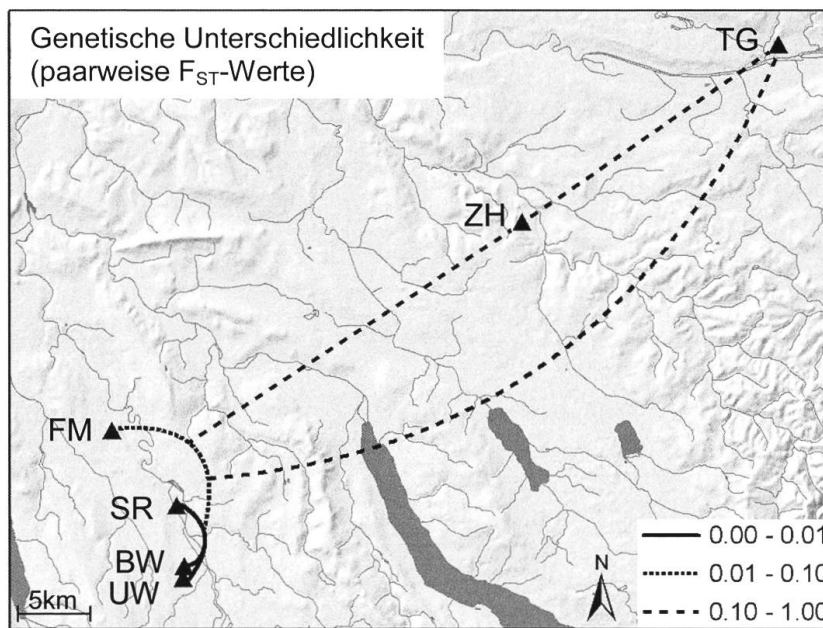 Genetische Unterschiedlichkeit
(paarweise FST-Werte)
TG
ZH
FM
SR
BW
UW
5km
N
0.00 - 0.01
0.01 - 0.10
0.10 - 1.00